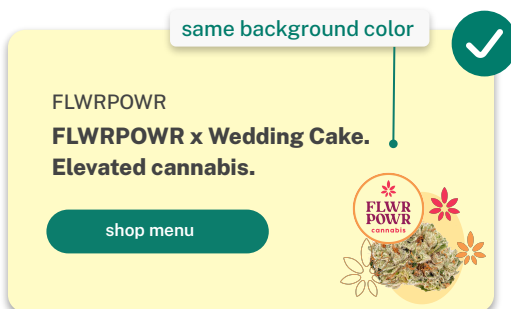 same background color
FLWRPOWR
FLWRPOWR x Wedding Cake.
Elevated cannabis.
shop menu
FLWR
POWR
cannabis